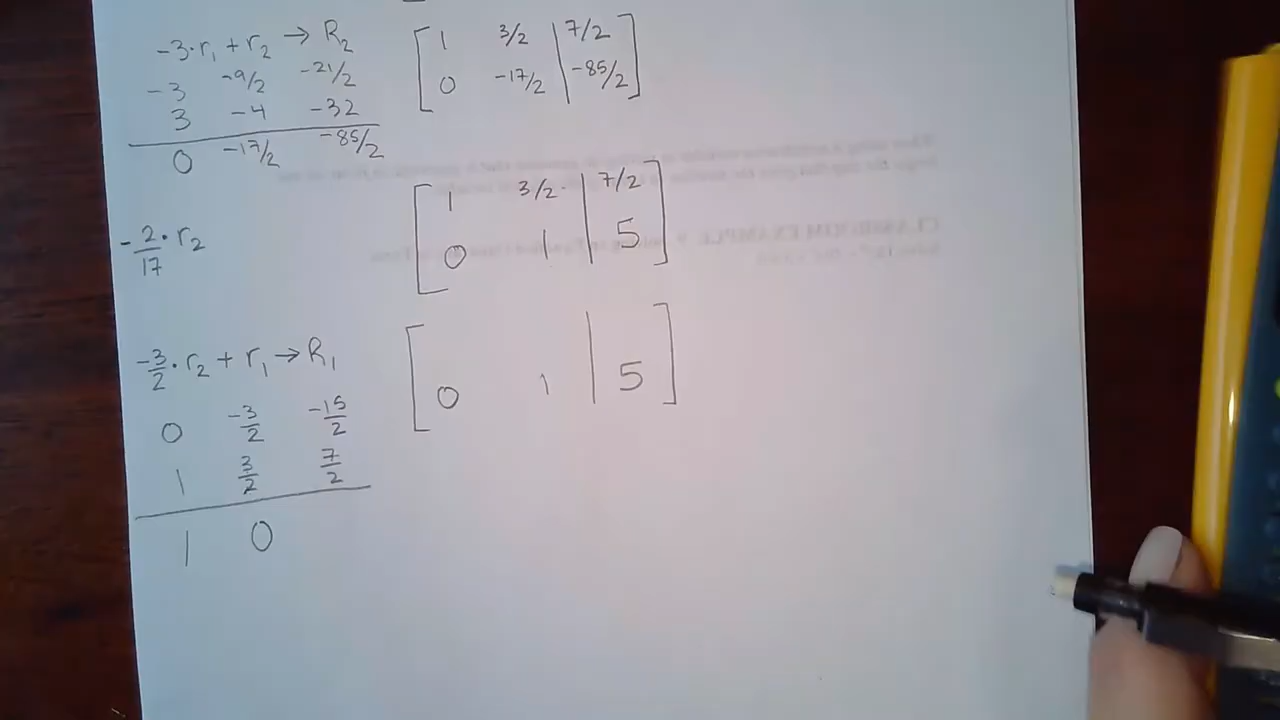 -3·r₁ + r₂ → R₂
-3 -9/2 -21/2
3 -4 -32
0 -17/2 -85/2
[ 1 3/2 | 7/2 ]
[ 0 -17/2 | -85/2 ]
-2/17 · r₂
[ 1 3/2 | 7/2 ]
[ 0 1 | 5 ]
-3/2 · r₂ + r₁ → R₁
0 -3/2 -15/2
1 3/2 7/2
1 0
[ | ]
[ 0 1 | 5 ]